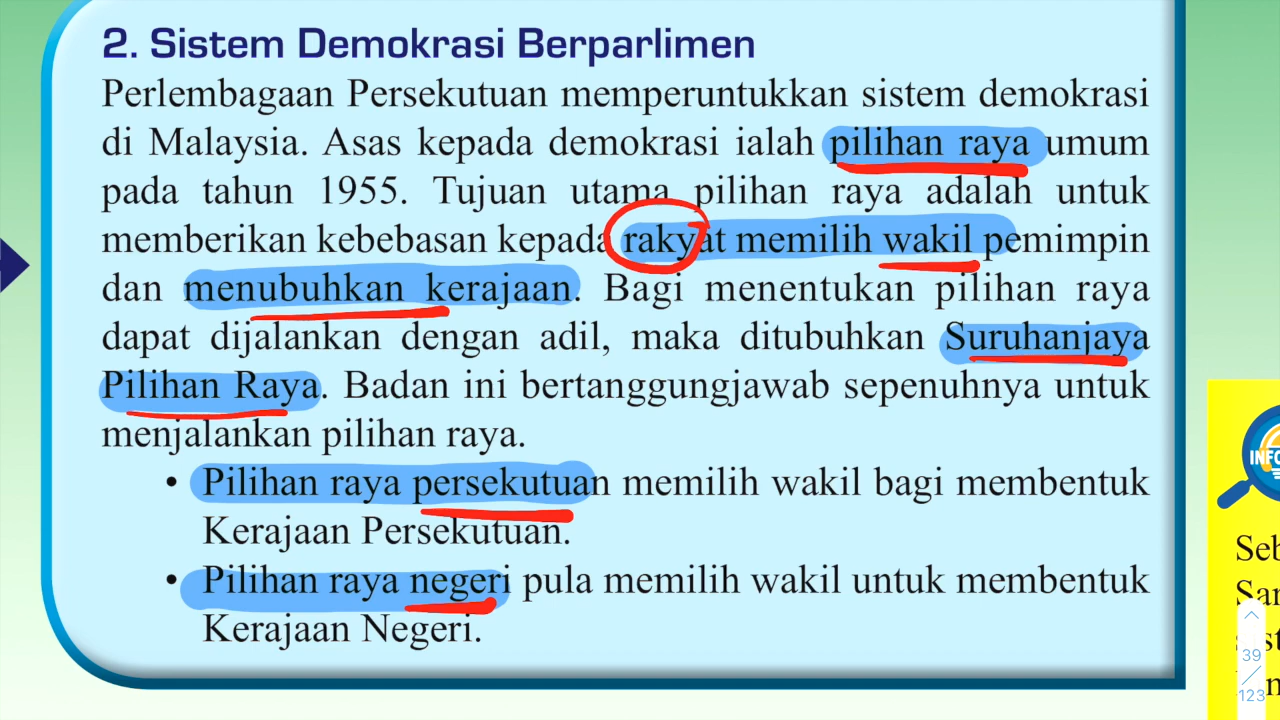 2. Sistem Demokrasi Berparlimen
Perlembagaan Persekutuan memperuntukkan sistem demokrasi
di Malaysia. Asas kepada demokrasi ialah pilihan raya umum
pada tahun 1955. Tujuan utama pilihan raya adalah untuk
memberikan kebebasan kepada rakyat memilih wakil pemimpin
dan menubuhkan kerajaan. Bagi menentukan pilihan raya
dapat dijalankan dengan adil, maka ditubuhkan Suruhanjaya
Pilihan Raya. Badan ini bertanggungjawab sepenuhnya untuk
menjalankan pilihan raya.
• Pilihan raya persekutuan memilih wakil bagi membentuk
Kerajaan Persekutuan.
• Pilihan raya negeri pula memilih wakil untuk membentuk
Kerajaan Negeri.
39
123